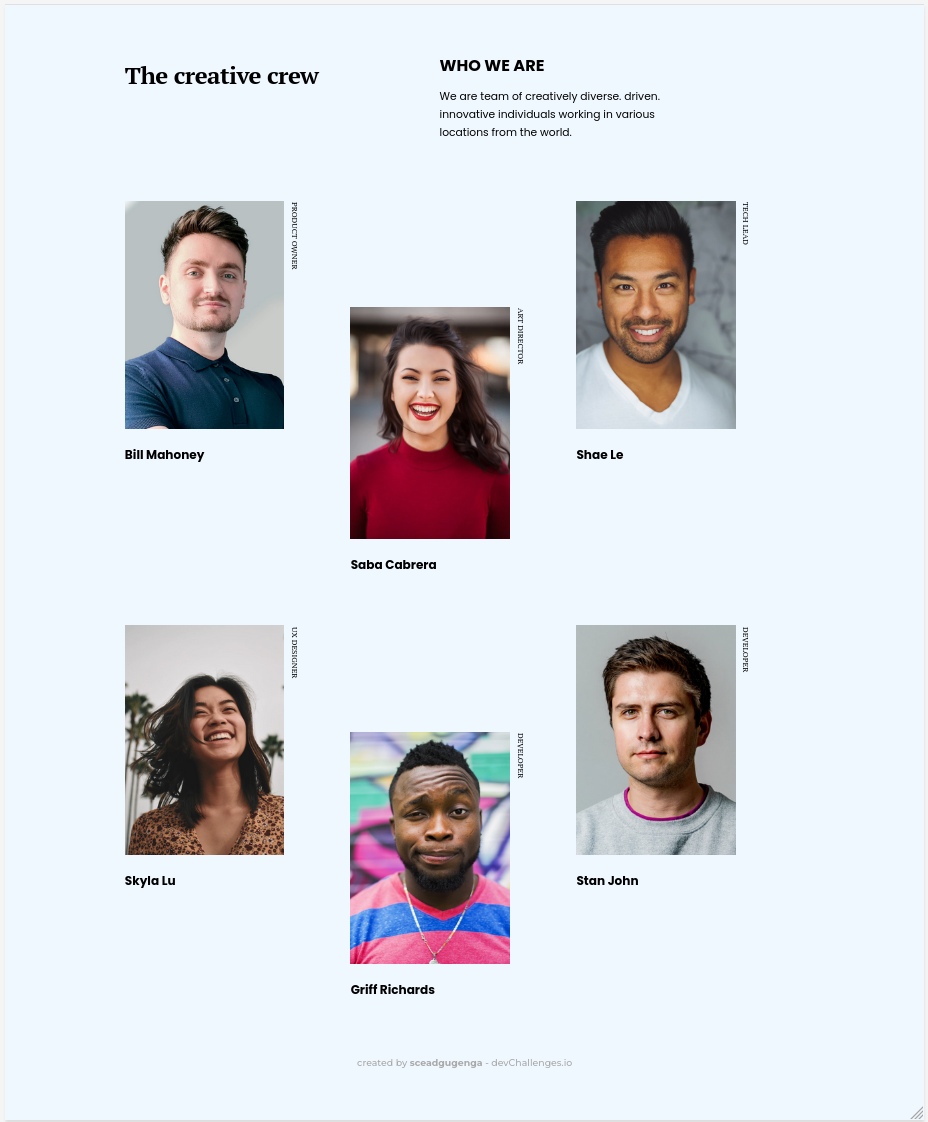 The creative crew
WHO WE ARE
We are team of creatively diverse. driven.
innovative individuals working in various
locations from the world.
PRODUCT OWNER
Bill Mahoney
ART DIRECTOR
Saba Cabrera
TECH LEAD
Shae Le
UX DESIGNER
Skyla Lu
DEVELOPER
Griff Richards
DEVELOPER
Stan John
created by sceadgugenga - devChallenges.io